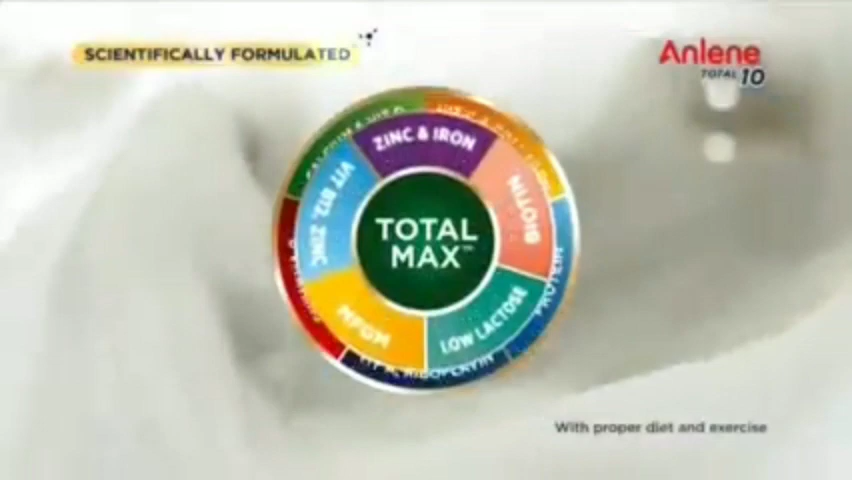 SCIENTIFICALLY FORMULATED
Anlene
TOTAL 10
ZINC & IRON
BIOTIN
VIT B12, ZINC
TOTAL
MAX™
MFGM
LOW LACTOSE
PROTEIN
With proper diet and exercise